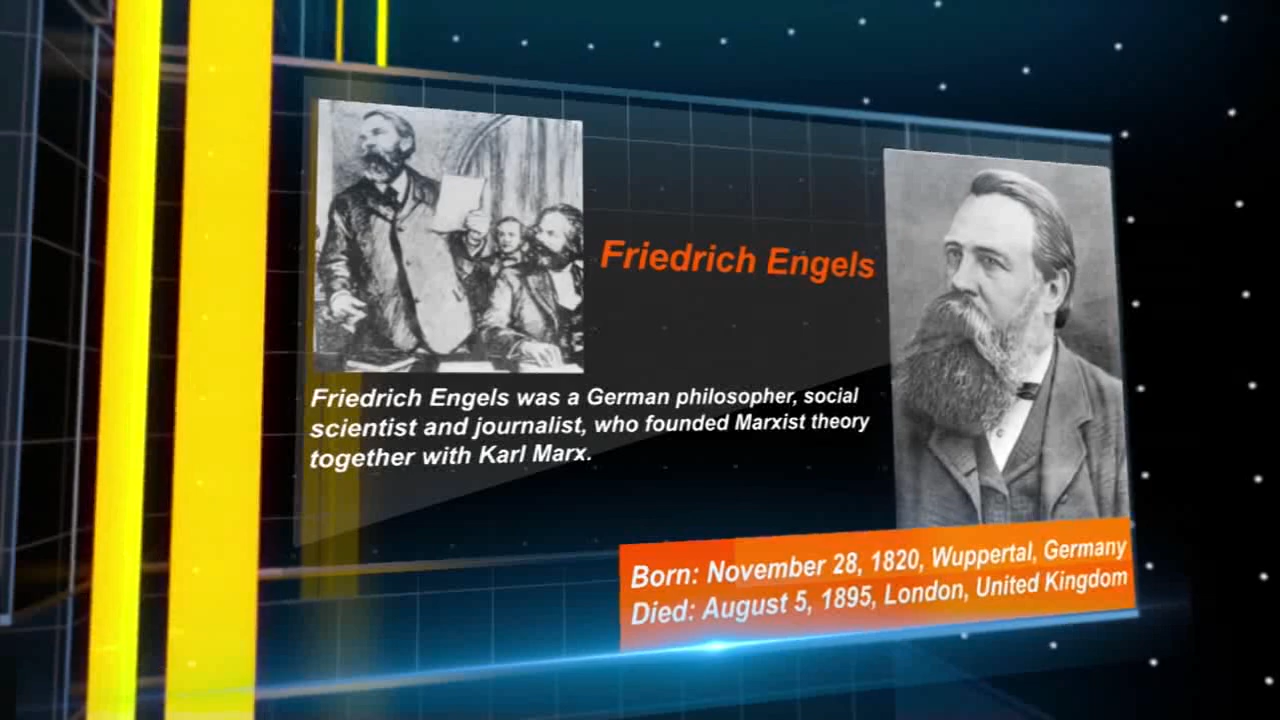 Friedrich Engels
Friedrich Engels was a German philosopher, social
scientist and journalist, who founded Marxist theory
together with Karl Marx.
Born: November 28, 1820, Wuppertal, Germany
Died: August 5, 1895, London, United Kingdom